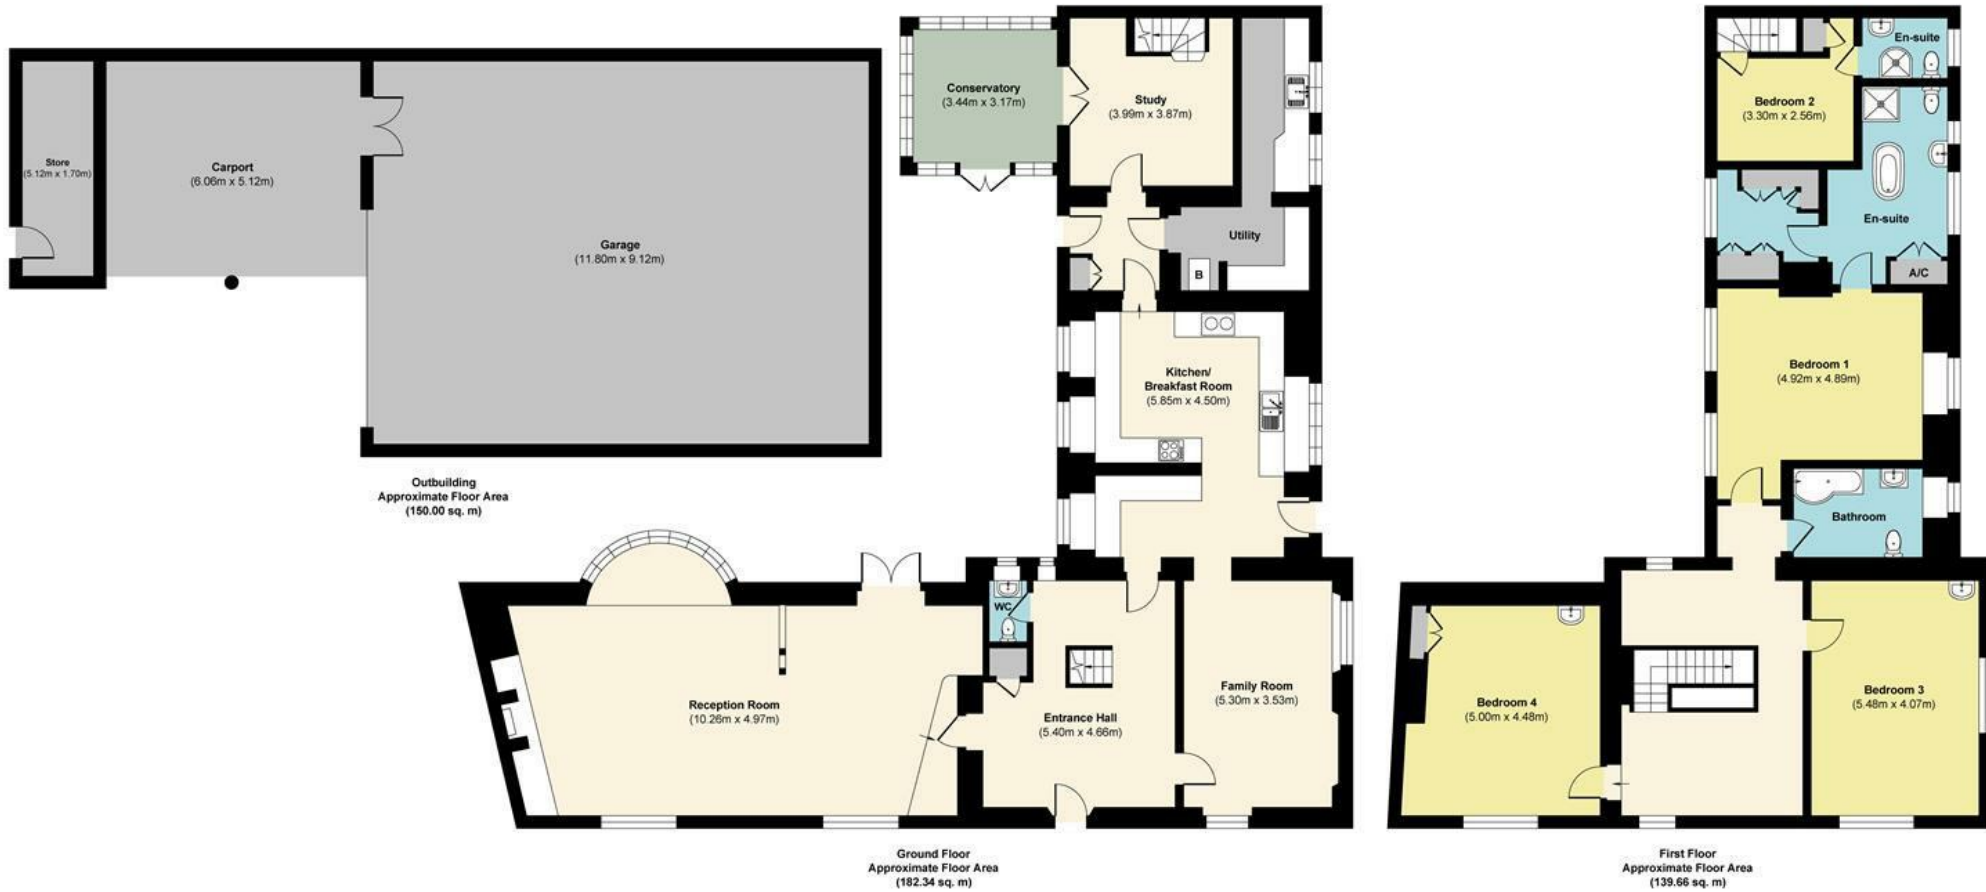 Store
(5.12m x 1.70m)
Carport
(6.06m x 5.12m)
Garage
(11.80m x 9.12m)
Outbuilding
Approximate Floor Area
(150.00 sq. m)
Conservatory
(3.44m x 3.17m)
Study
(3.99m x 3.87m)
Utility
B
Kitchen/
Breakfast Room
(5.85m x 4.50m)
WC
Reception Room
(10.26m x 4.97m)
Entrance Hall
(5.40m x 4.66m)
Family Room
(5.30m x 3.53m)
Ground Floor
Approximate Floor Area
(182.34 sq. m)
En-suite
Bedroom 2
(3.30m x 2.56m)
En-suite
A/C
Bedroom 1
(4.92m x 4.89m)
Bathroom
Bedroom 4
(5.00m x 4.48m)
Bedroom 3
(5.48m x 4.07m)
First Floor
Approximate Floor Area
(139.66 sq. m)